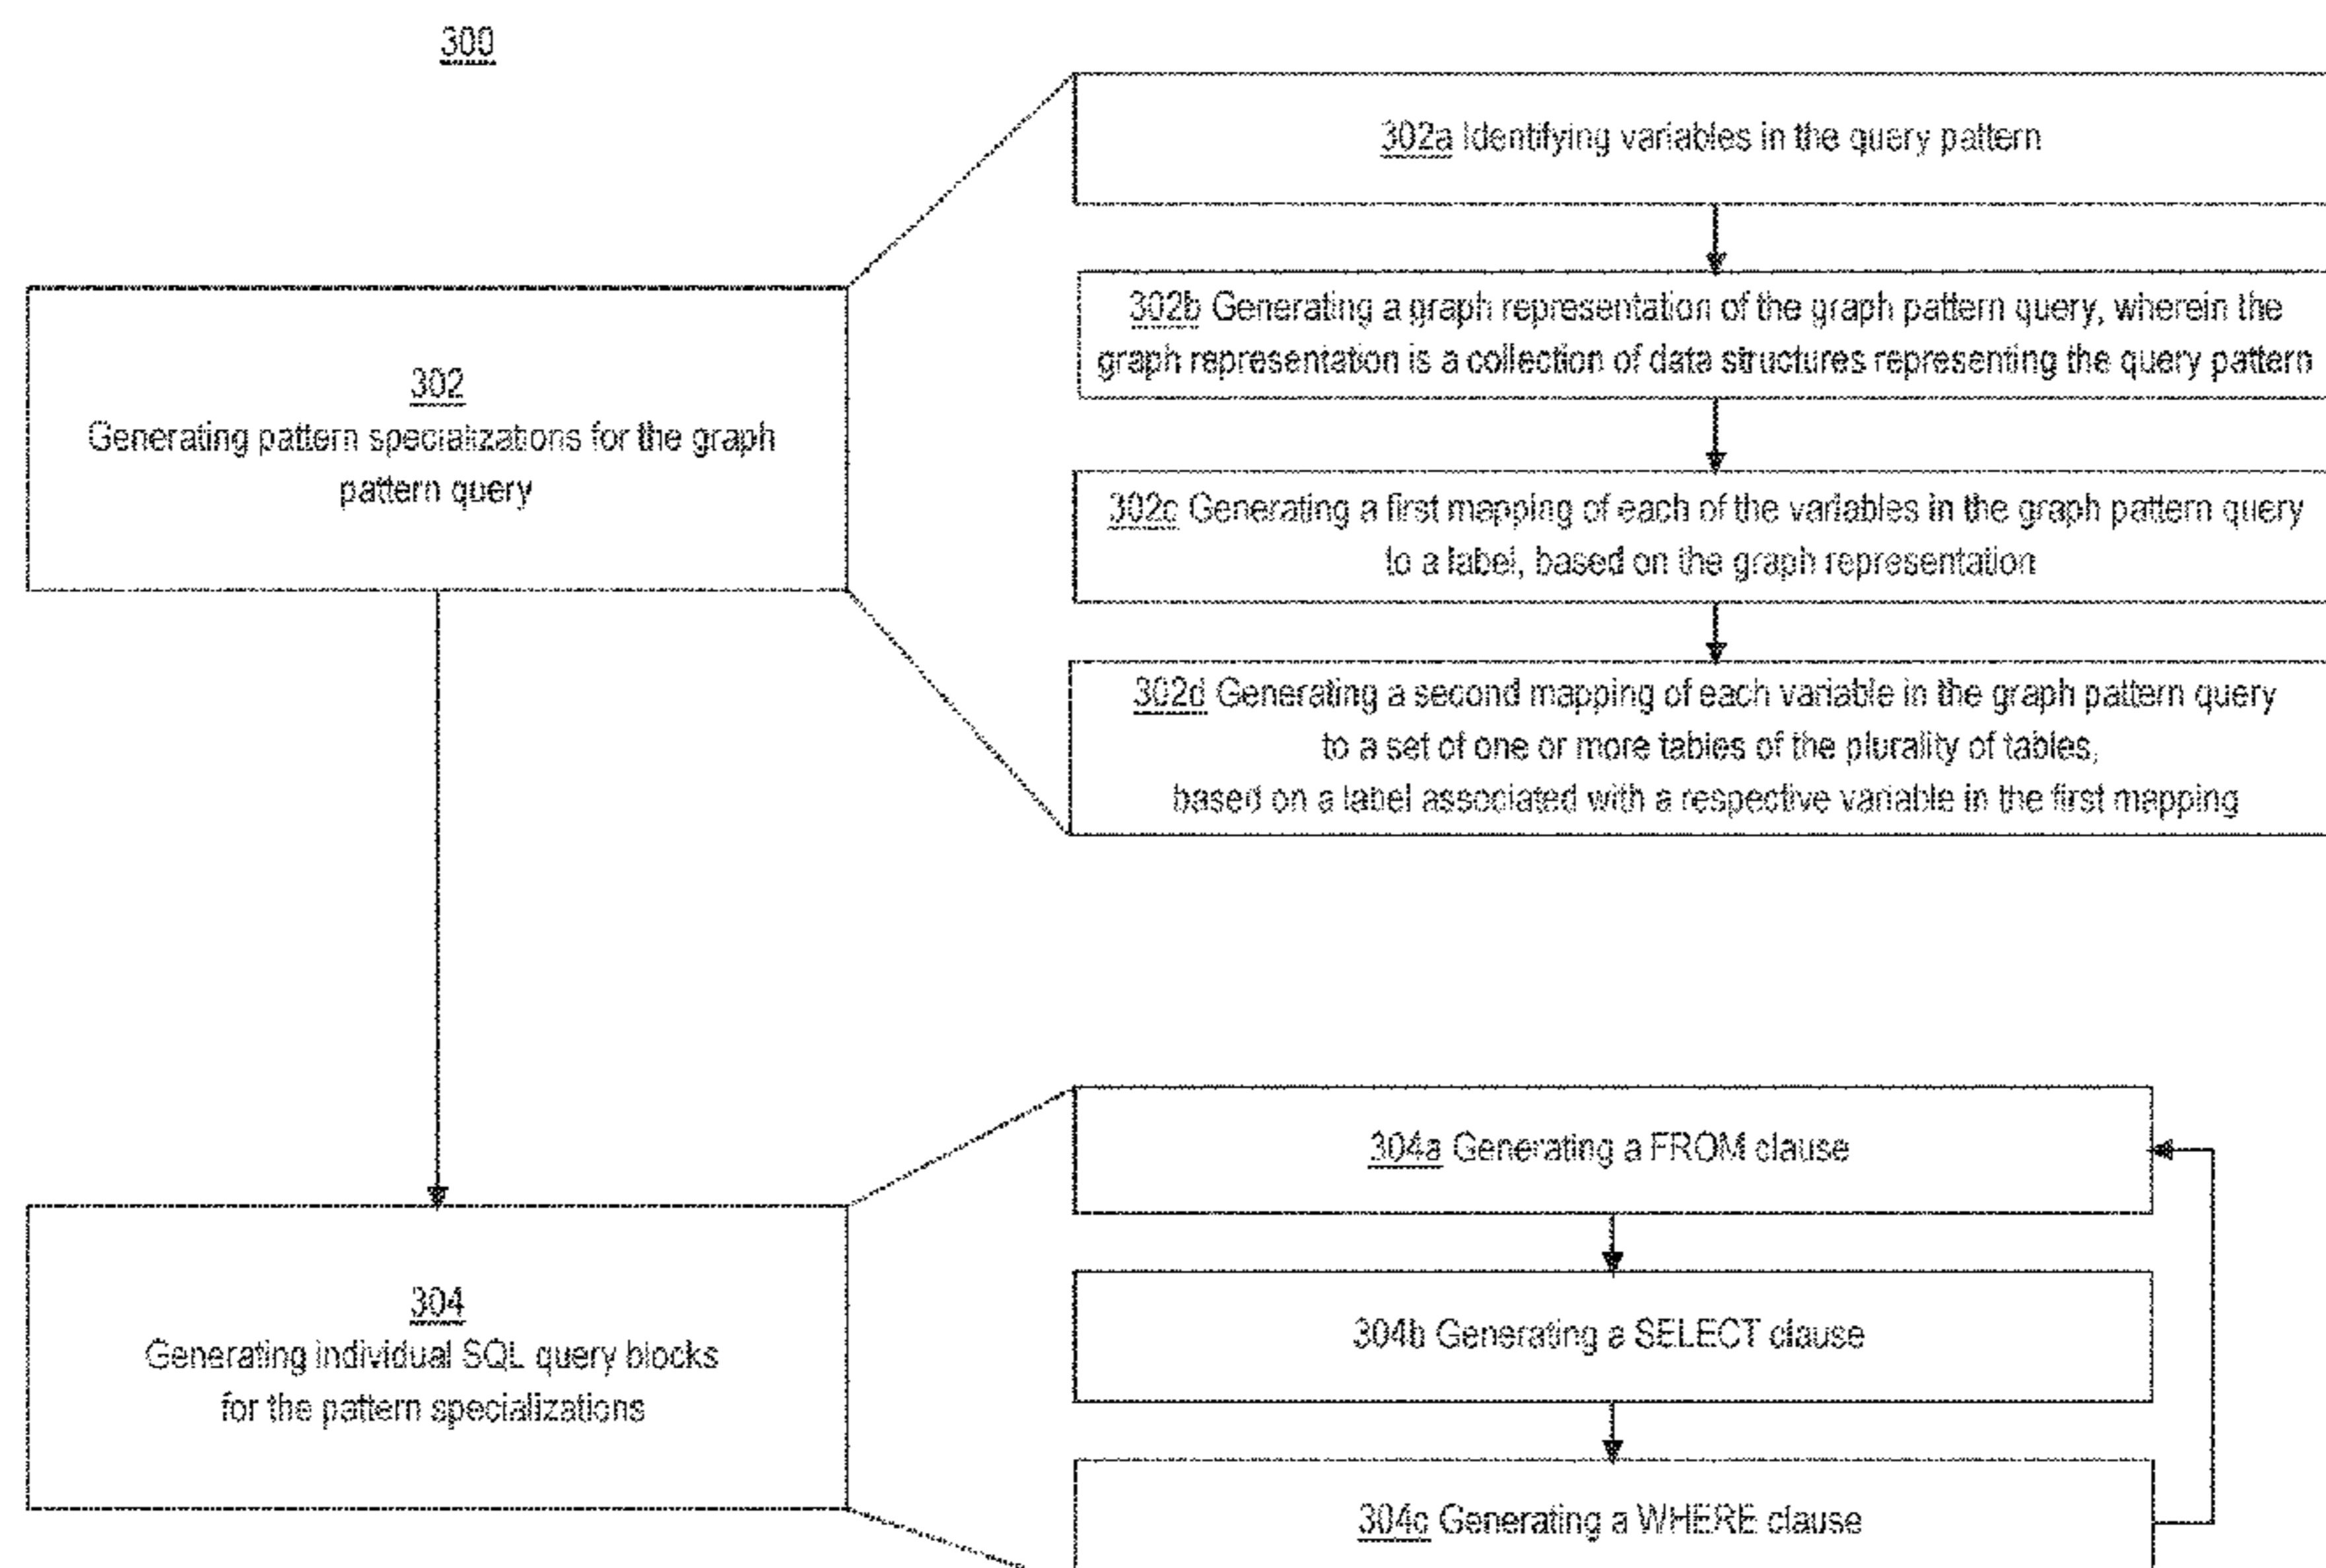 300
302a Identifying variables in the query pattern
302b Generating a graph representation of the graph pattern query, wherein the
graph representation is a collection of data structures representing the query pattern
302
Generating pattern specializations for the graph
pattern query
302c Generating a first mapping of each of the variables in the graph pattern query
to a label, based on the graph representation
302d Generating a second mapping of each variable in the graph pattern query
to a set of one or more tables of the plurality of tables,
based on a label associated with a respective variable in the first mapping
304a Generating a FROM clause
304
Generating individual SQL query blocks
for the pattern specializations
304b Generating a SELECT clause
304c Generating a WHERE clause